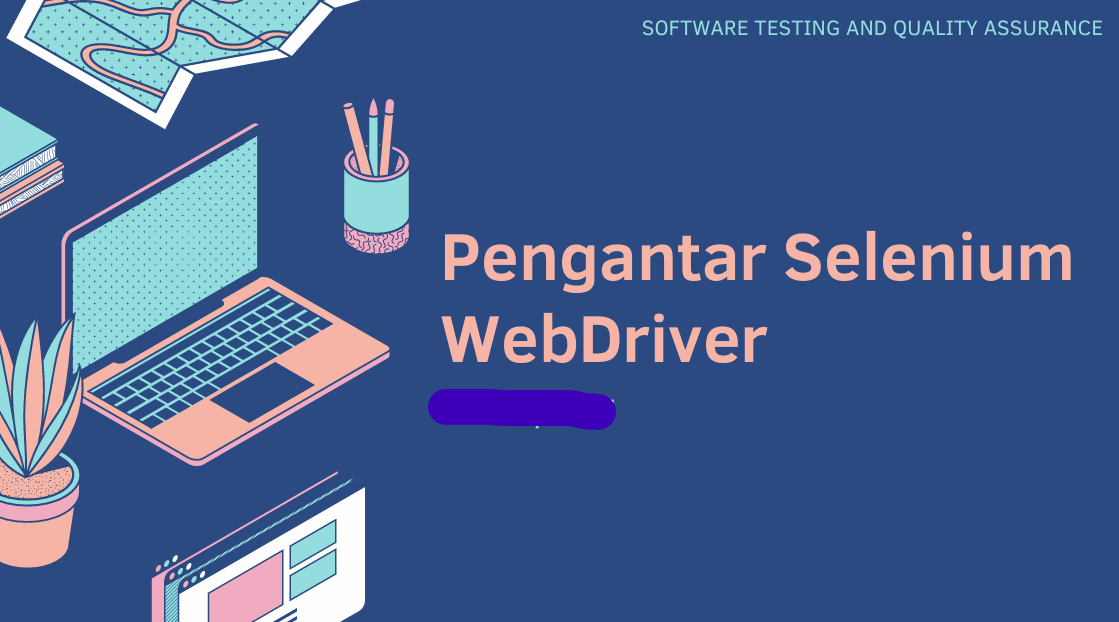 SOFTWARE TESTING AND QUALITY ASSURANCE
Pengantar Selenium
WebDriver